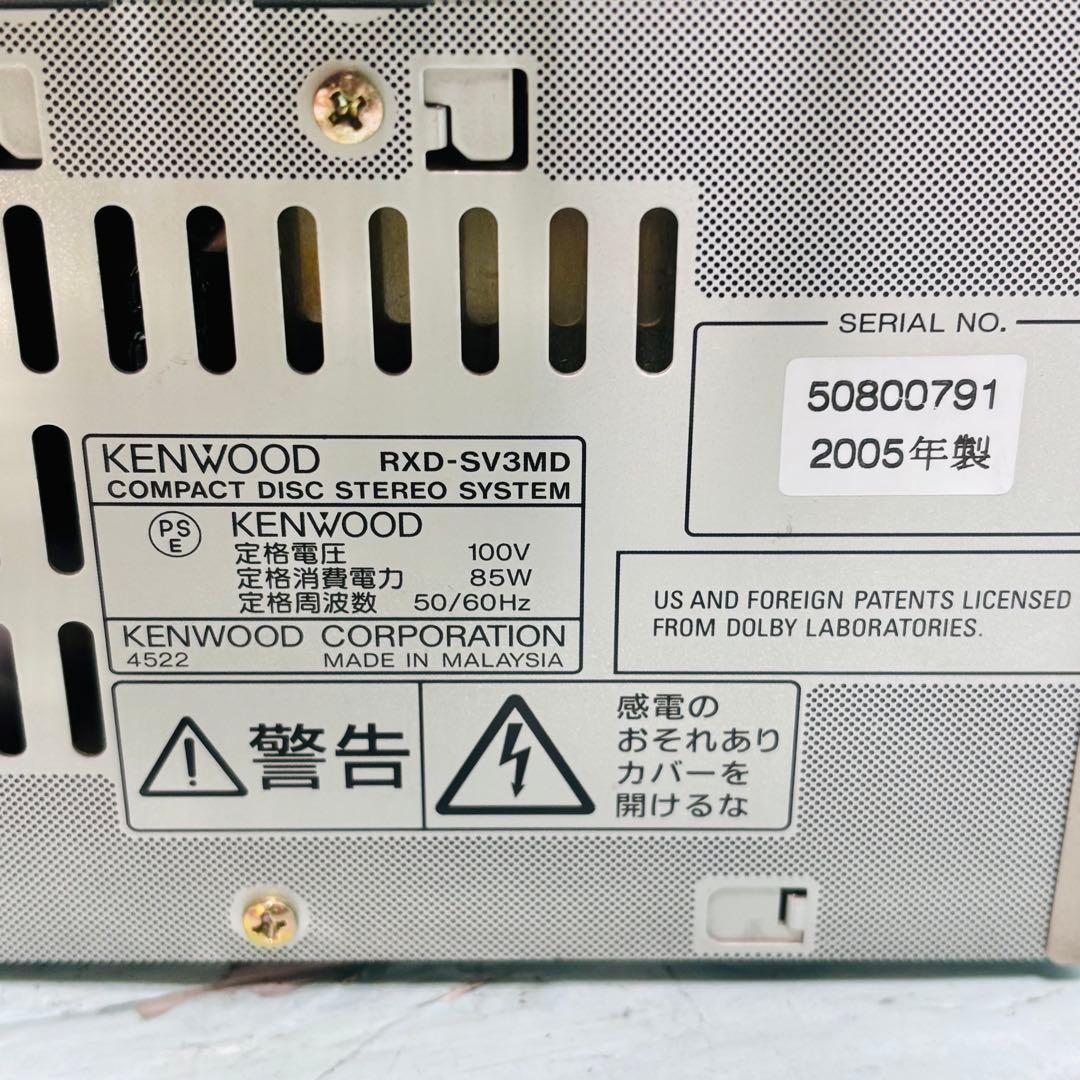 SERIAL NO.
50800791
2005年製
KENWOOD RXD-SV3MD
COMPACT DISC STEREO SYSTEM
PS
E
KENWOOD
定格電圧 100V
定格消費電力 85W
定格周波数 50/60Hz
KENWOOD CORPORATION
4522 MADE IN MALAYSIA
US AND FOREIGN PATENTS LICENSED
FROM DOLBY LABORATORIES.
警告
感電の
おそれあり
カバーを
開けるな